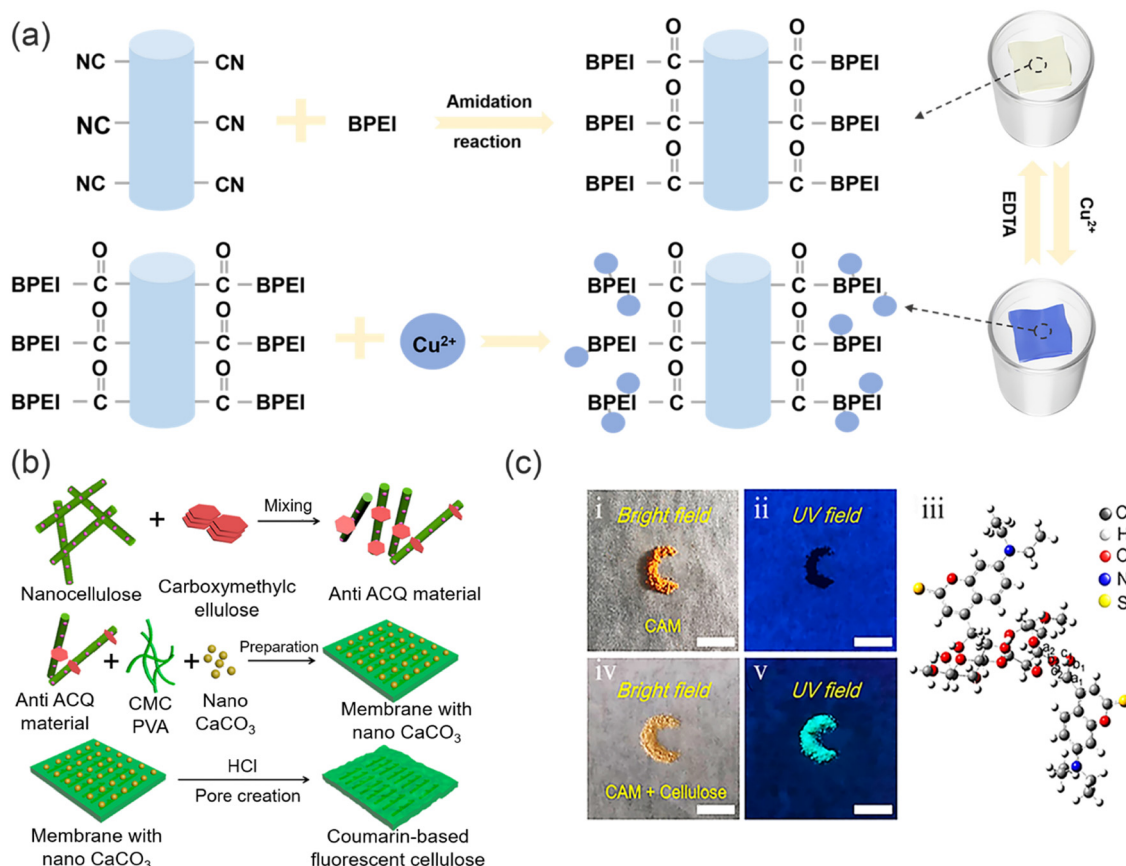 (a)
NC
CN
NC
CN
NC
CN
BPEI
Amidation
reaction
O
O
C
C
BPEI
BPEI
O
O
C
C
BPEI
BPEI
O
O
C
C
BPEI
BPEI
EDTA
Cu²⁺
O
O
C
C
BPEI
BPEI
O
O
C
C
BPEI
BPEI
O
O
C
C
BPEI
BPEI
Cu²⁺
O
O
C
C
BPEI
BPEI
O
O
C
C
BPEI
BPEI
O
O
C
C
BPEI
BPEI
(b)
+
Mixing
Nanocellulose
Carboxymethylc
ellulose
Anti ACQ material
+
+
Preparation
Anti ACQ
material
CMC
PVA
Nano
CaCO₃
Membrane with
nano CaCO₃
HCl
Pore creation
Membrane with
nano CaCO₃
Coumarin-based
fluorescent cellulose
(c)
i
Bright field
CAM
ii
UV field
iii
C
H
O
N
S
iv
Bright field
CAM + Cellulose
v
UV field